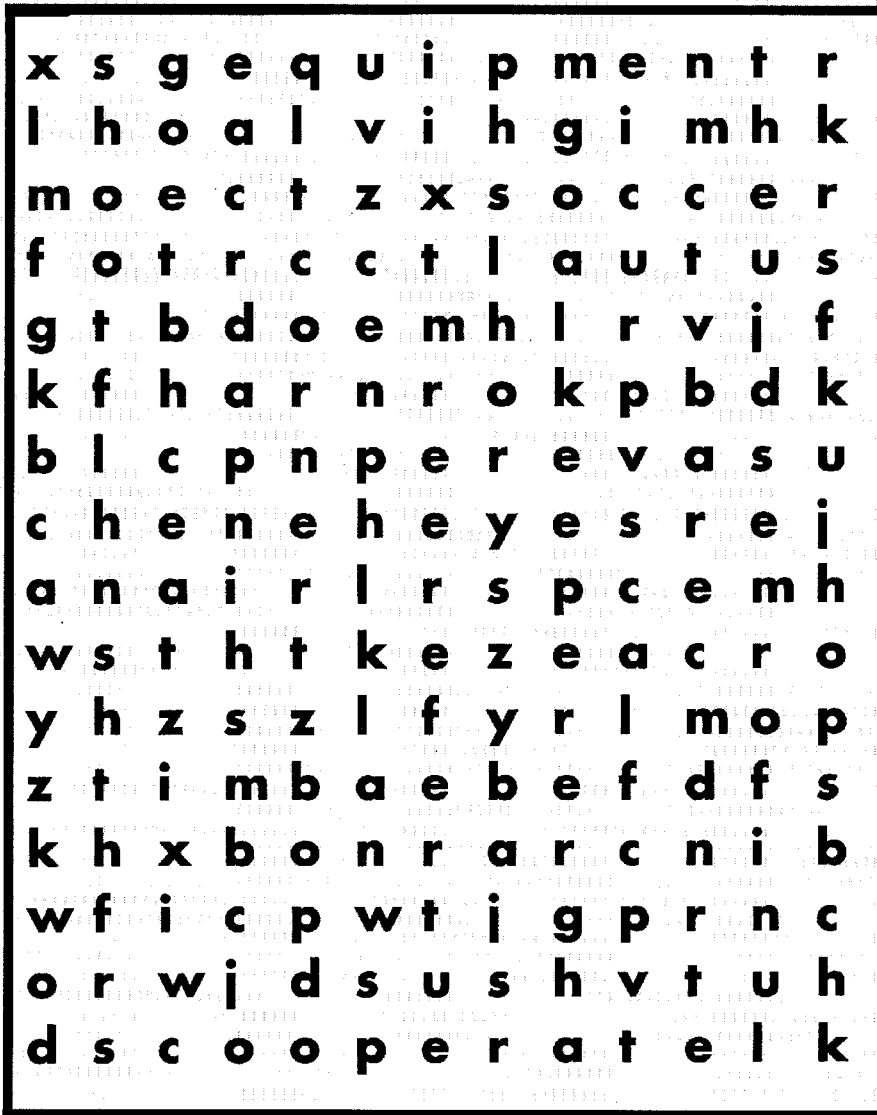 x s g e q u i p m e n t r
l h o a l v i h g i m h k
m o e c t z x s o c c e r
f o t r c c t l a u t u s
g t b d o e m h l r v j f
k f h a r n r o k p b d k
b l c p n p e r e v a s u
c h e n e h e y e s r e j
a n a i r l r s p c e m h
w s t h t k e z e a c r o
y h z s z l f y r l m o p
z t i m b a e b e f d f s
k h x b o n r a r c n i b
w f i c p w t j g p r n c
o r w j d s u s h v t u h
d s c o o p e r a t e l k